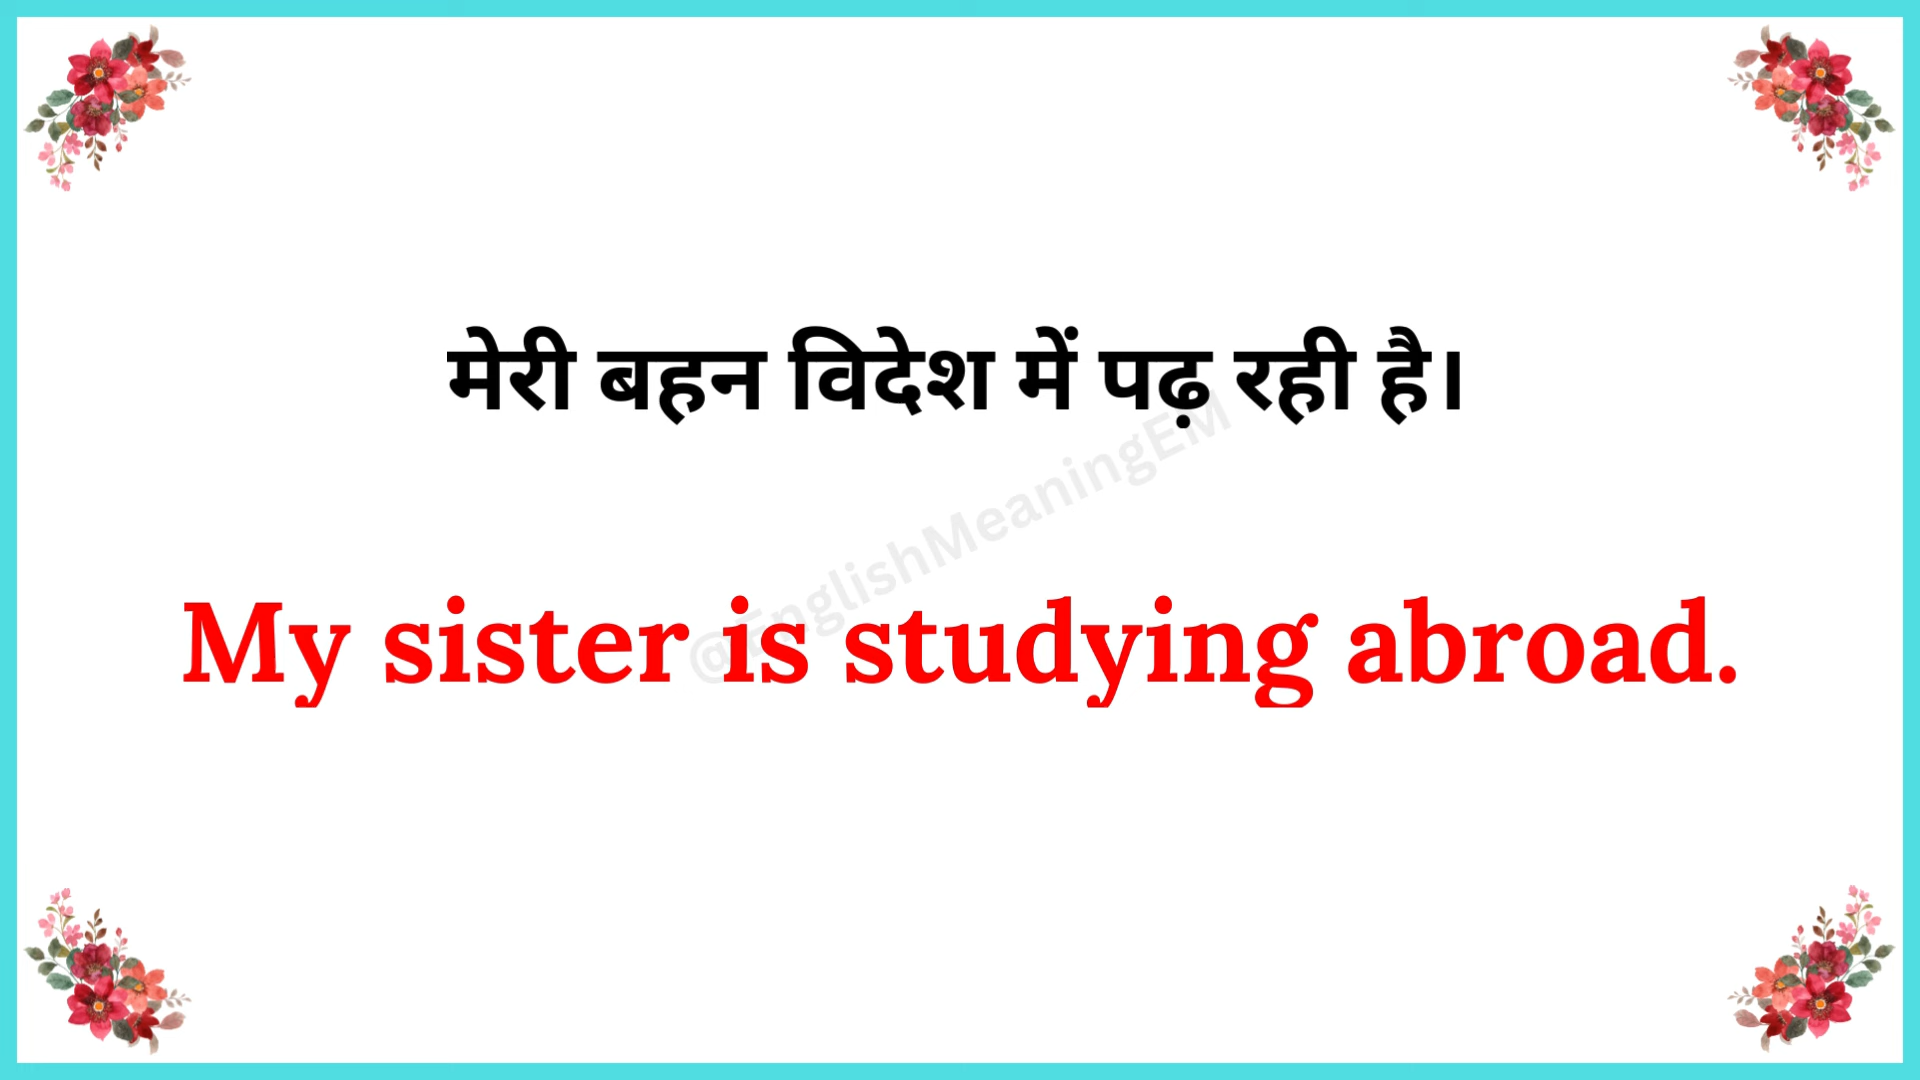 मेरी बहन विदेश में पढ़ रही है।
@EnglishMeaningEM
My sister is studying abroad.